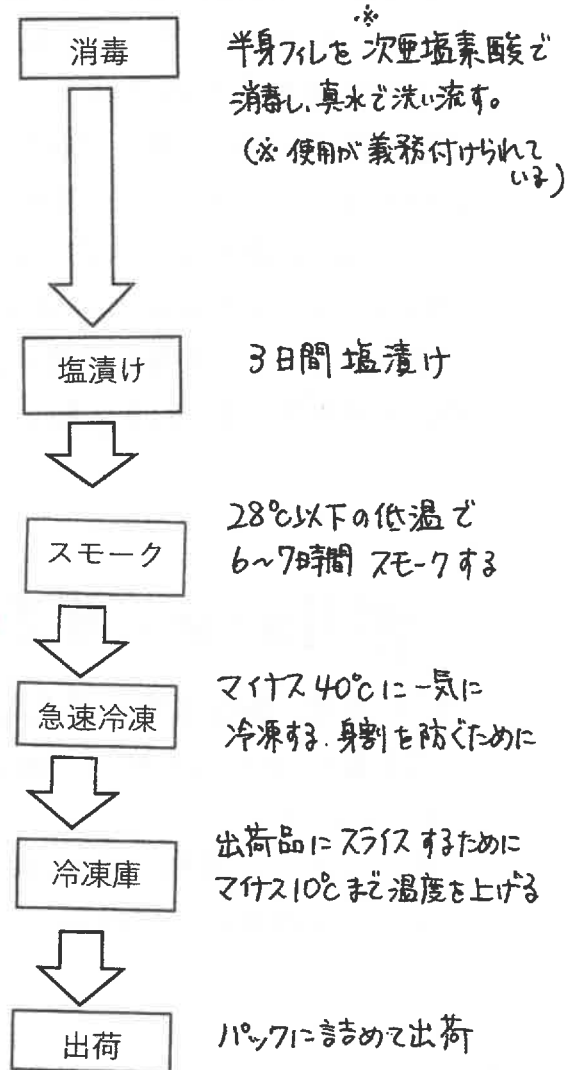 消毒
半身フィレを 次亜塩素酸※で
消毒し、真水で洗い流す。
(※ 使用が義務付けられて
いる)
塩漬け
3日間 塩漬け
スモーク
28℃以下の低温で
6~7時間 スモークする
急速冷凍
マイナス40℃に一気に
冷凍する.身割を防ぐために
冷凍庫
出荷品にスライスするために
マイナス10℃まで温度を上げる
出荷
パックに詰めて出荷